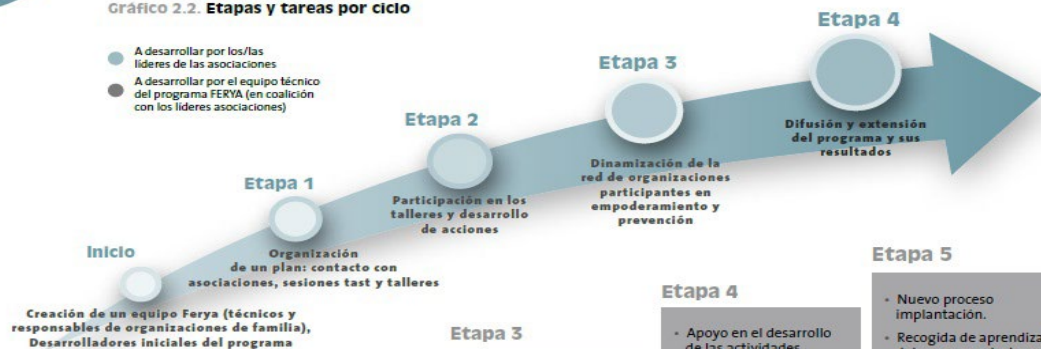 Gráfico 2.2. Etapas y tareas por ciclo
A desarrollar por los/las
líderes de las asociaciones
A desarrollar por el equipo técnico
del programa FERYA (en coalición
con los líderes asociaciones)
Inicio
Creación de un equipo Ferya (técnicos y
responsables de organizaciones de familia),
Desarrolladores iniciales del programa
Etapa 1
Organización
de un plan: contacto con
asociaciones, sesiones tast y talleres
Etapa 2
Participación en los
talleres y desarrollo
de acciones
Etapa 3
Dinamización de la
red de organizaciones
participantes en
empoderamiento y
prevención
Etapa 4
Difusión y extensión
del programa y sus
resultados
Etapa 3
Etapa 4
• Apoyo en el desarrollo
de las actividades
Etapa 5
• Nuevo proceso
implantación.
• Recogida de aprendiza